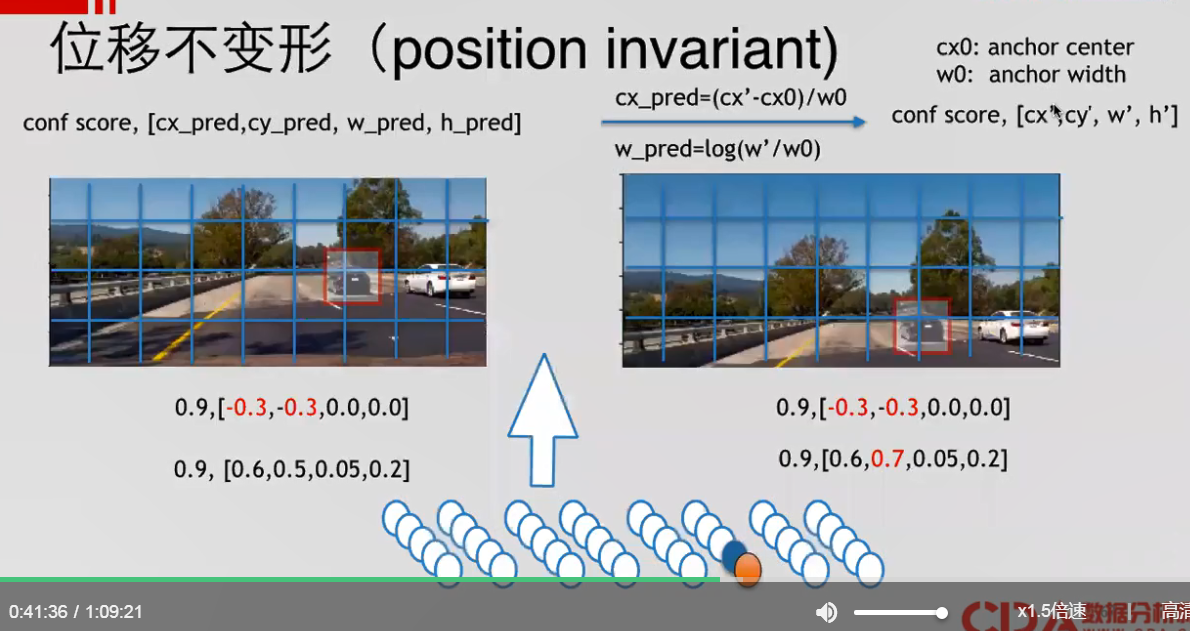 位移不变形（position invariant)
cx0: anchor center
w0: anchor width
cx_pred=(cx’-cx0)/w0
conf score, [cx_pred,cy_pred, w_pred, h_pred]
conf score, [cx’,cy', w’, h’]
w_pred=log(w’/w0)
0.9,[-0.3,-0.3,0.0,0.0]
0.9,[-0.3,-0.3,0.0,0.0]
0.9, [0.6,0.5,0.05,0.2]
0.9,[0.6,0.7,0.05,0.2]
0:41:36 / 1:09:21
x1.5倍速
高清
CDA数据分析